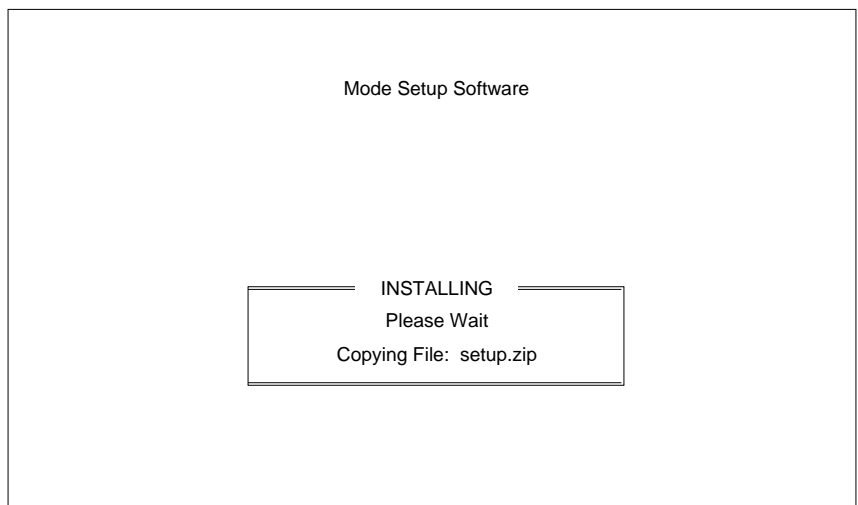 Mode Setup Software
INSTALLING
Please Wait
Copying File:  setup.zip